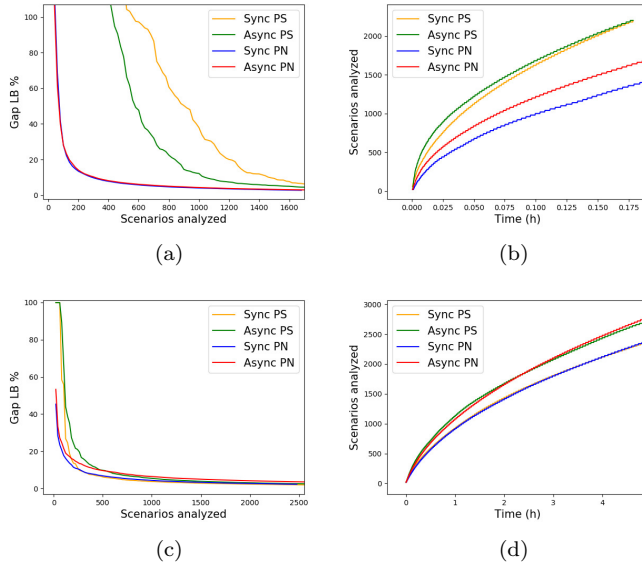 100
80
60
40
20
0
Gap LB %
0 200 400 600 800 1000 1200 1400 1600
Scenarios analyzed
Sync PS
Async PS
Sync PN
Async PN
(a)
2000
1500
1000
500
0
Scenarios analyzed
0.000 0.025 0.050 0.075 0.100 0.125 0.150 0.175
Time (h)
Sync PS
Async PS
Sync PN
Async PN
(b)
100
80
60
40
20
0
Gap LB %
0 500 1000 1500 2000 2500
Scenarios analyzed
Sync PS
Async PS
Sync PN
Async PN
(c)
3000
2500
2000
1500
1000
500
0
Scenarios analyzed
0 1 2 3 4
Time (h)
Sync PS
Async PS
Sync PN
Async PN
(d)